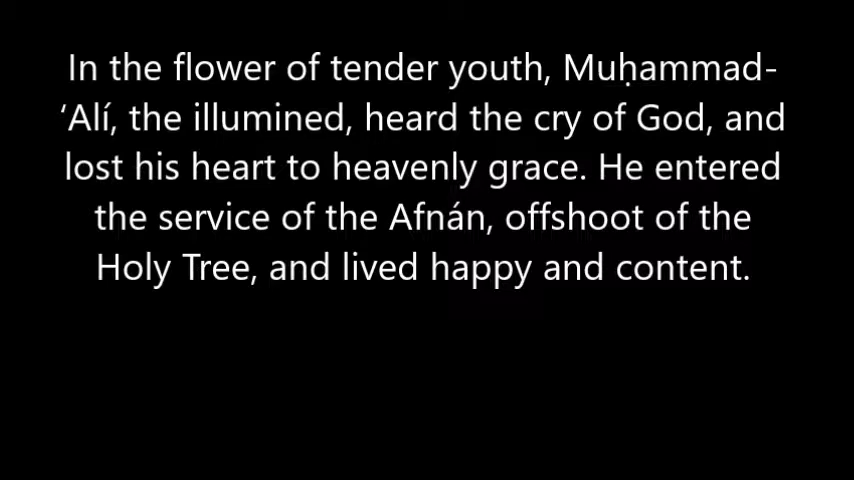 In the flower of tender youth, Muḥammad-
‘Alí, the illumined, heard the cry of God, and
lost his heart to heavenly grace. He entered
the service of the Afnán, offshoot of the
Holy Tree, and lived happy and content.